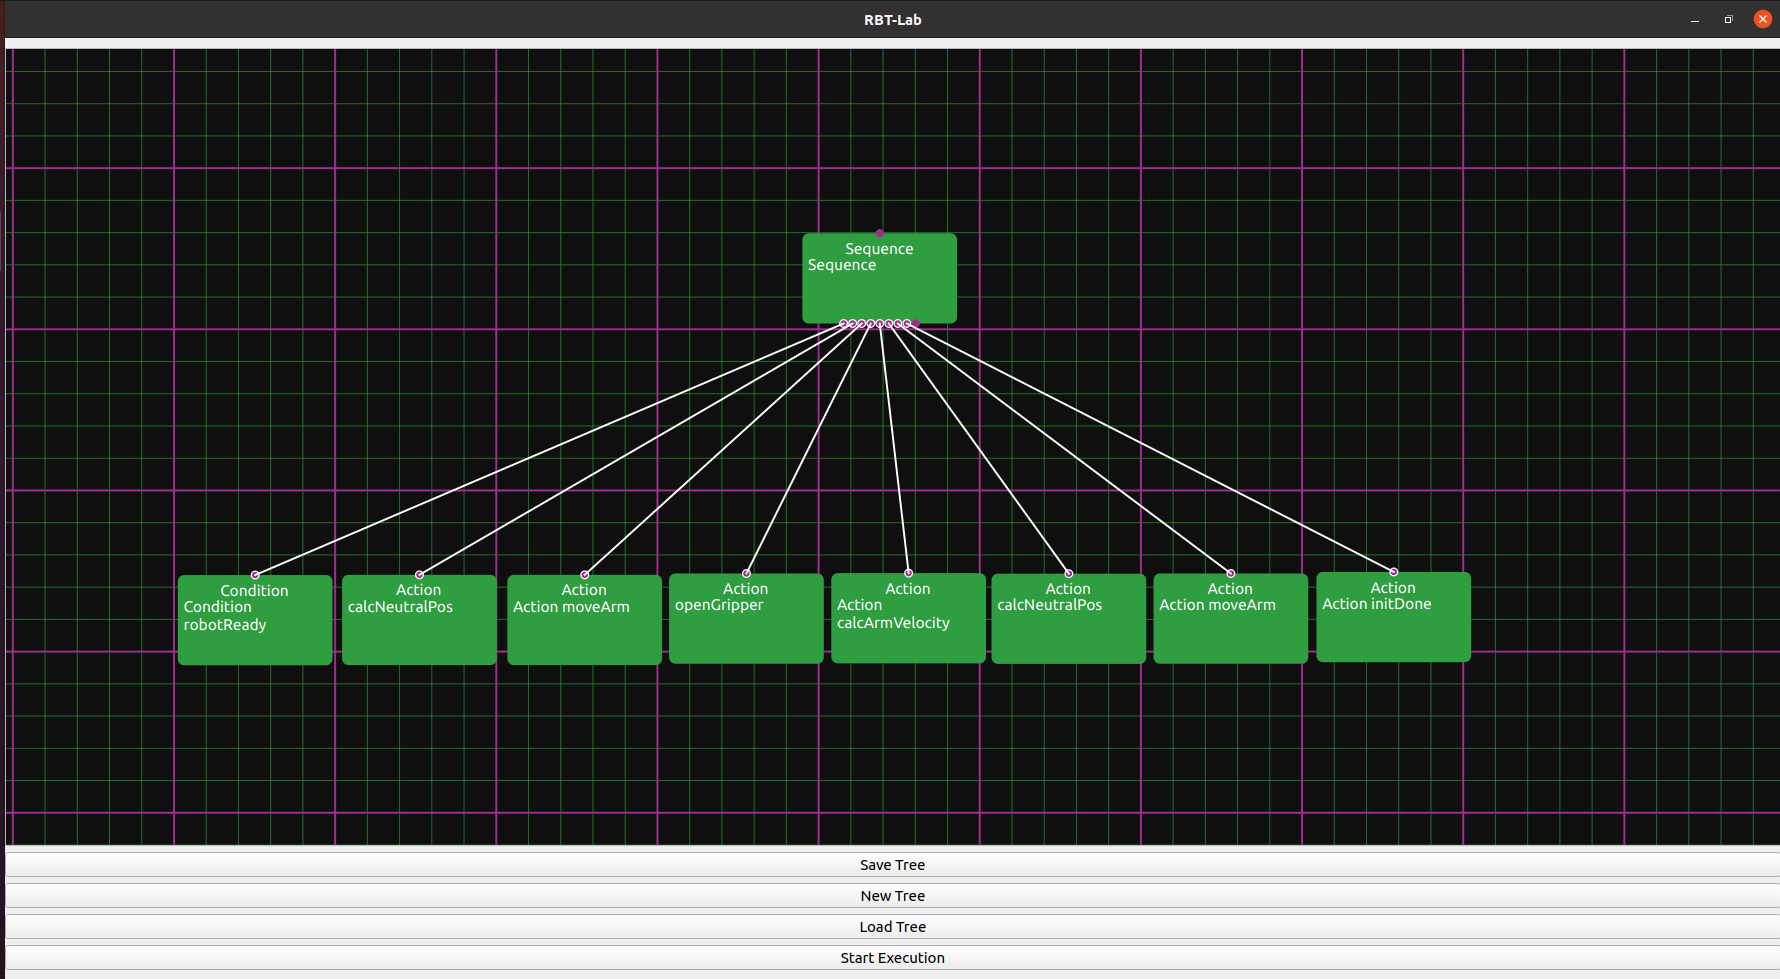 RBT-Lab
Sequence
Sequence
Condition
Condition
robotReady
Action
calcNeutralPos
Action
Action moveArm
Action
openGripper
Action
Action
calcArmVelocity
Action
calcNeutralPos
Action
Action moveArm
Action
Action initDone
Save Tree
New Tree
Load Tree
Start Execution